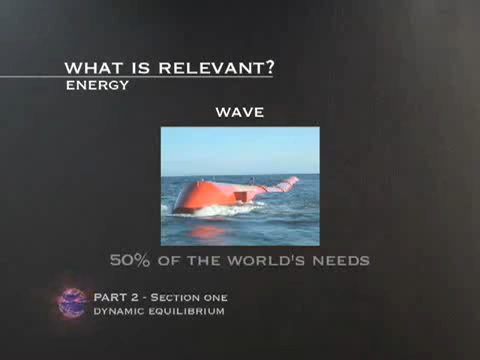 WHAT IS RELEVANT?
ENERGY
WAVE
50% OF THE WORLD'S NEEDS
PART 2 - SECTION ONE
DYNAMIC EQUILIBRIUM